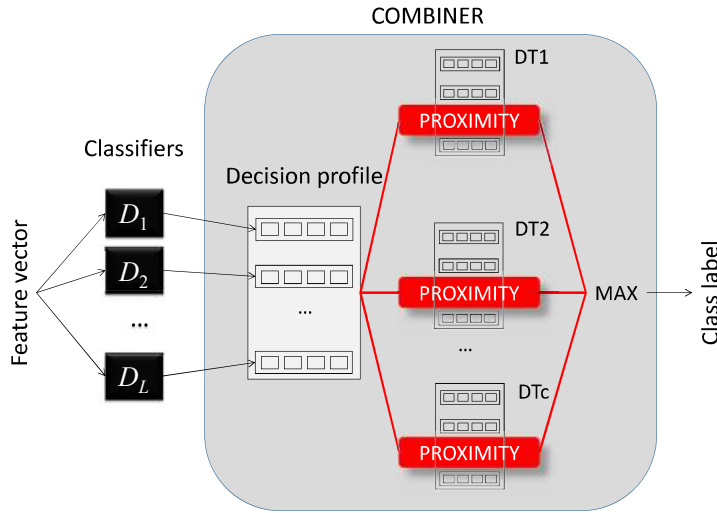 COMBINER
DT1
PROXIMITY
Classifiers
Decision profile
Feature vector
D1
D2
...
DL
...
DT2
PROXIMITY
...
MAX
Class label
DTc
PROXIMITY